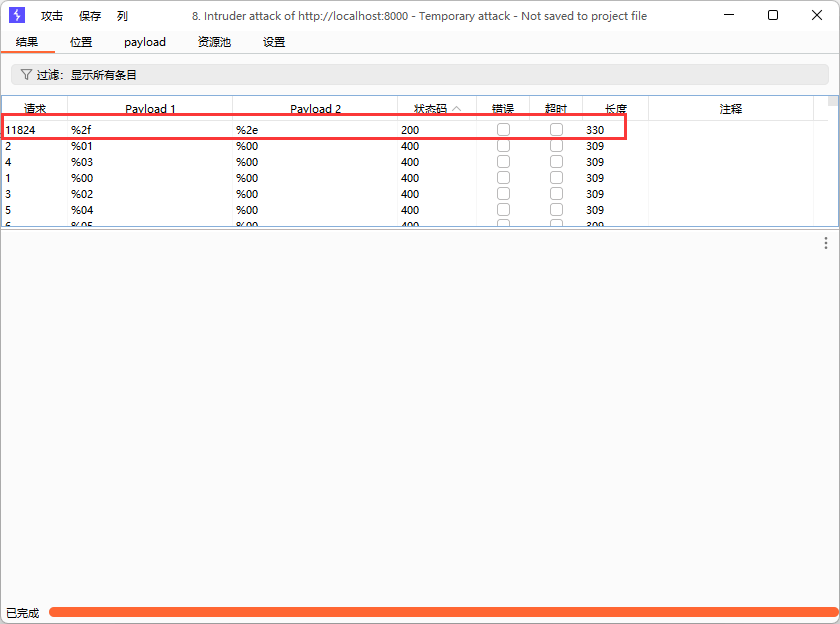 攻击 保存 列 8. Intruder attack of http://localhost:8000 - Temporary attack - Not saved to project file
结果 位置 payload 资源池 设置
过滤: 显示所有条目
请求 Payload 1 Payload 2 状态码 错误 超时 长度 注释
11824 %2f %2e 200 330
2 %01 %00 400 309
4 %03 %00 400 309
1 %00 %00 400 309
3 %02 %00 400 309
5 %04 %00 400 309
6 %05 %00 400 309
已完成